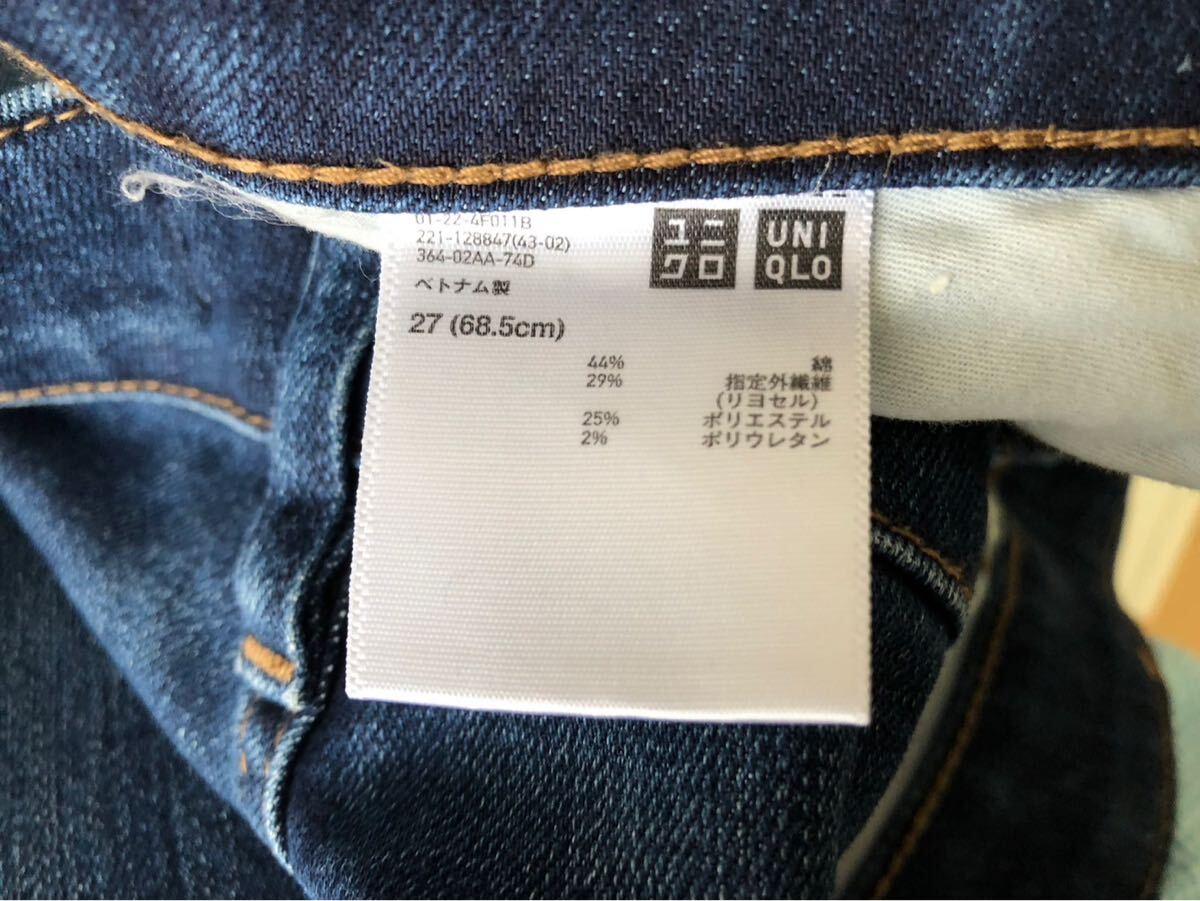 01-22-4F011B
221-128847(43-02)
364-02AA-74D
ベトナム製
ユニ
クロ
UNI
QLO
27 (68.5cm)
44% 綿
29% 指定外繊維
(リヨセル)
25% ポリエステル
2% ポリウレタン